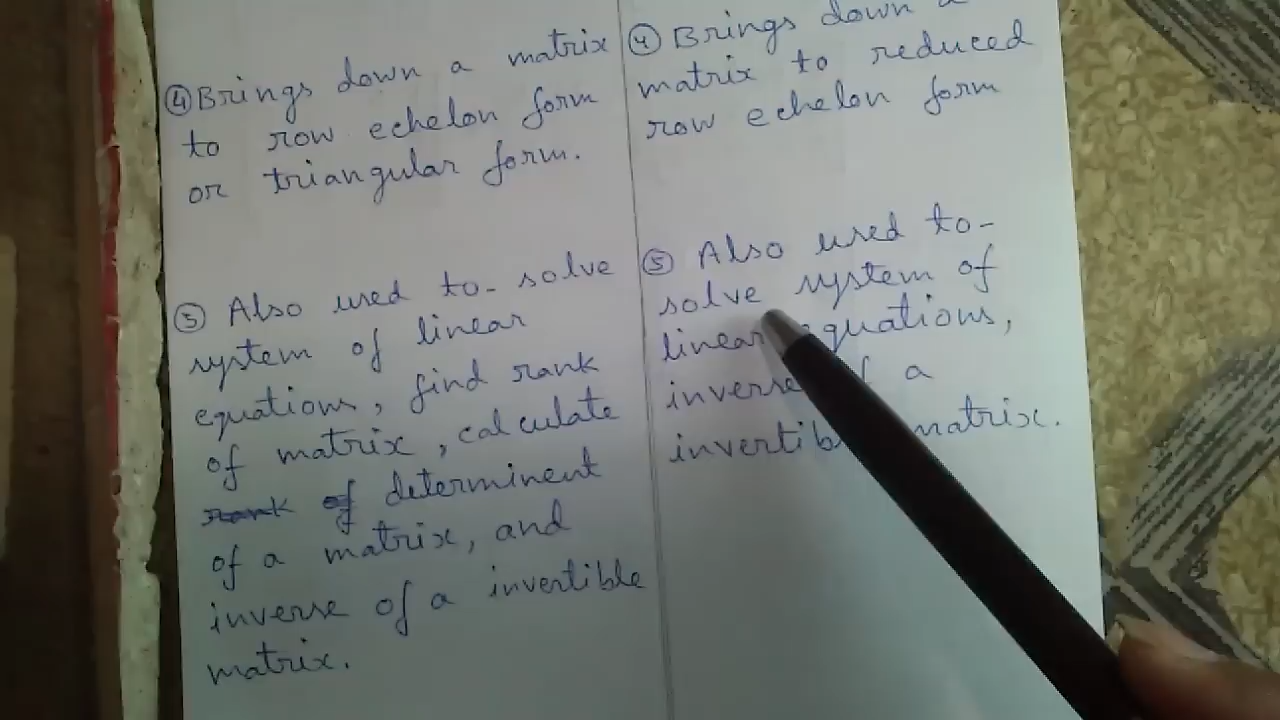 ④ Brings down a matrix
to row echelon form
or triangular form.
⑤ Also used to- solve
system of linear
equations, find rank
of matrix, calculate
determinent
of a matrix, and
inverse of a invertible
matrix.
④ Brings down a
matrix to reduced
row echelon form
⑤ Also used to-
solve system of
linear equations,
inverse of a
matrix.